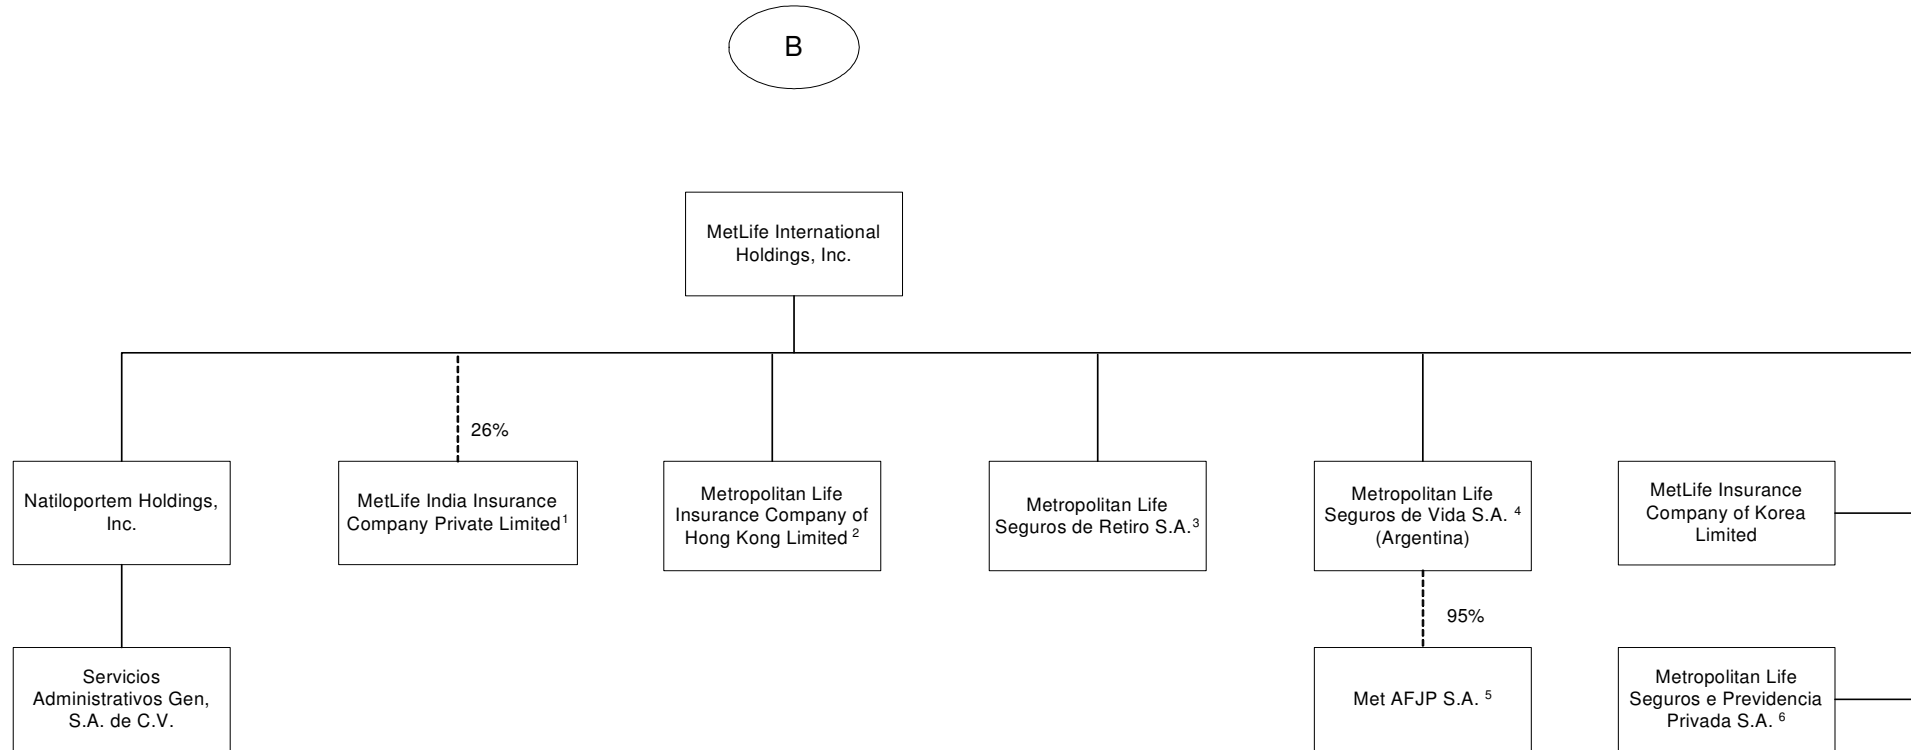 B
MetLife International
Holdings, Inc.
26%
Natiloportem Holdings,
Inc.
MetLife India Insurance
Company Private Limited¹
Metropolitan Life
Insurance Company of
Hong Kong Limited ²
Metropolitan Life
Seguros de Retiro S.A.³
Metropolitan Life
Seguros de Vida S.A. ⁴
(Argentina)
MetLife Insurance
Company of Korea
Limited
95%
Servicios
Administrativos Gen,
S.A. de C.V.
Met AFJP S.A. ⁵
Metropolitan Life
Seguros e Previdencia
Privada S.A. ⁶